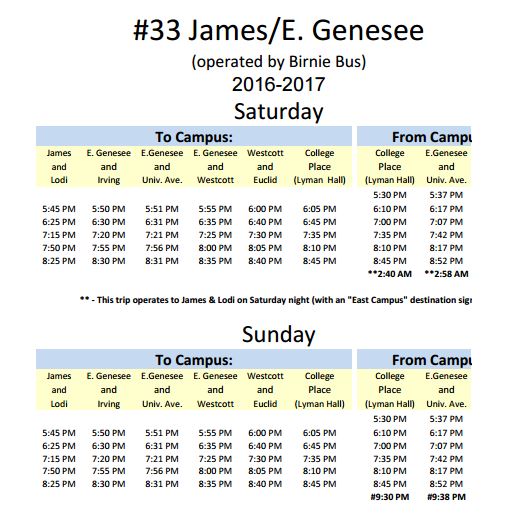 #33 James/E. Genesee
(operated by Birnie Bus)
2016-2017
Saturday
To Campus: From Campu
James E. Genesee E.Genesee E. Genesee Westcott College College E.Genesee
and and and and and Place Place and
Lodi Irving Univ. Ave. Westcott Euclid (Lyman Hall) (Lyman Hall) Univ. Ave.
5:30 PM 5:37 PM
5:45 PM 5:50 PM 5:51 PM 5:55 PM 6:00 PM 6:05 PM 6:10 PM 6:17 PM
6:25 PM 6:30 PM 6:31 PM 6:35 PM 6:40 PM 6:45 PM 7:00 PM 7:07 PM
7:15 PM 7:20 PM 7:21 PM 7:25 PM 7:30 PM 7:35 PM 7:35 PM 7:42 PM
7:50 PM 7:55 PM 7:56 PM 8:00 PM 8:05 PM 8:10 PM 8:10 PM 8:17 PM
8:25 PM 8:30 PM 8:31 PM 8:35 PM 8:40 PM 8:45 PM 8:45 PM 8:52 PM
**2:40 AM **2:58 AM
** - This trip operates to James & Lodi on Saturday night (with an "East Campus" destination sign
Sunday
To Campus: From Campu
James E. Genesee E.Genesee E. Genesee Westcott College College E.Genesee
and and and and and Place Place and
Lodi Irving Univ. Ave. Westcott Euclid (Lyman Hall) (Lyman Hall) Univ. Ave.
5:30 PM 5:37 PM
5:45 PM 5:50 PM 5:51 PM 5:55 PM 6:00 PM 6:05 PM 6:10 PM 6:17 PM
6:25 PM 6:30 PM 6:31 PM 6:35 PM 6:40 PM 6:45 PM 7:00 PM 7:07 PM
7:15 PM 7:20 PM 7:21 PM 7:25 PM 7:30 PM 7:35 PM 7:35 PM 7:42 PM
7:50 PM 7:55 PM 7:56 PM 8:00 PM 8:05 PM 8:10 PM 8:10 PM 8:17 PM
8:25 PM 8:30 PM 8:31 PM 8:35 PM 8:40 PM 8:45 PM 8:45 PM 8:52 PM
#9:30 PM #9:38 PM